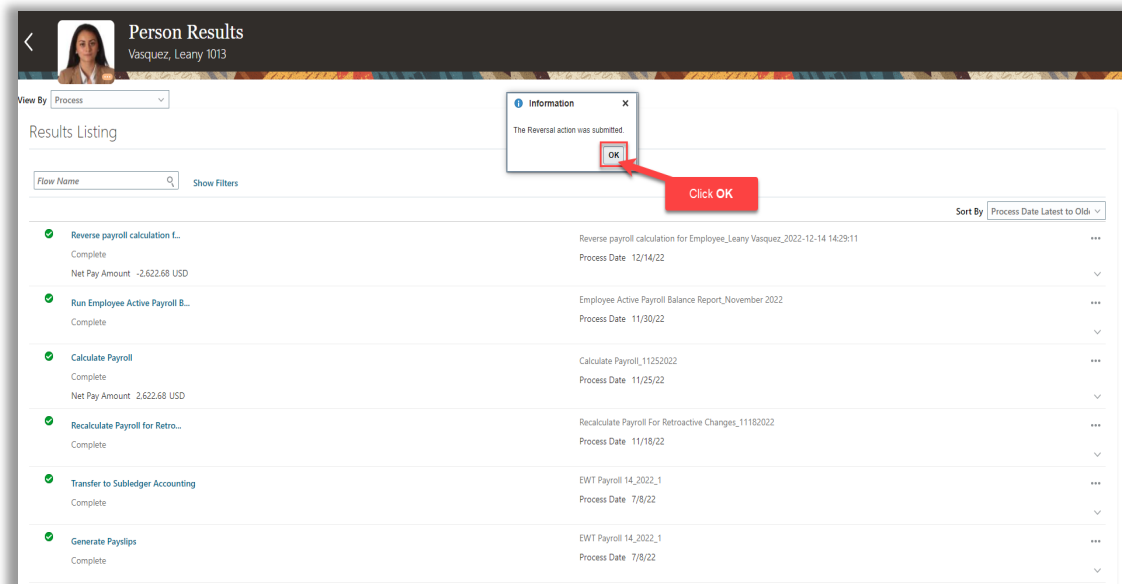 Person Results
Vasquez, Leany 1013
View By Process
Information X
The Reversal action was submitted.
OK
Click OK
Results Listing
Flow Name
Show Filters
Sort By Process Date Latest to Olde
Reverse payroll calculation f...
Reverse payroll calculation for Employee_Leany Vasquez_2022-12-14 14:29:11
Complete
Process Date 12/14/22
Net Pay Amount -2,622.68 USD
Run Employee Active Payroll B...
Employee Active Payroll Balance Report_November 2022
Complete
Process Date 11/30/22
Calculate Payroll
Calculate Payroll_11252022
Complete
Process Date 11/25/22
Net Pay Amount 2,622.68 USD
Recalculate Payroll for Retro...
Recalculate Payroll For Retroactive Changes_11182022
Complete
Process Date 11/18/22
Transfer to Subledger Accounting
EWT Payroll 14_2022_1
Complete
Process Date 7/8/22
Generate Payslips
EWT Payroll 14_2022_1
Complete
Process Date 7/8/22